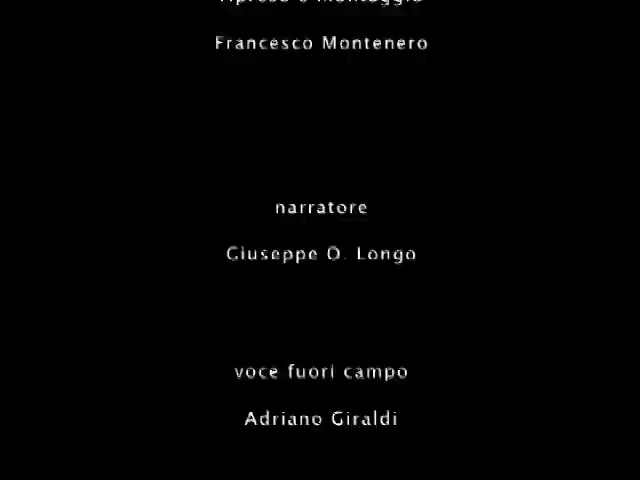 Francesco Montenero
narratore
Giuseppe O. Longo
voce fuori campo
Adriano Giraldi